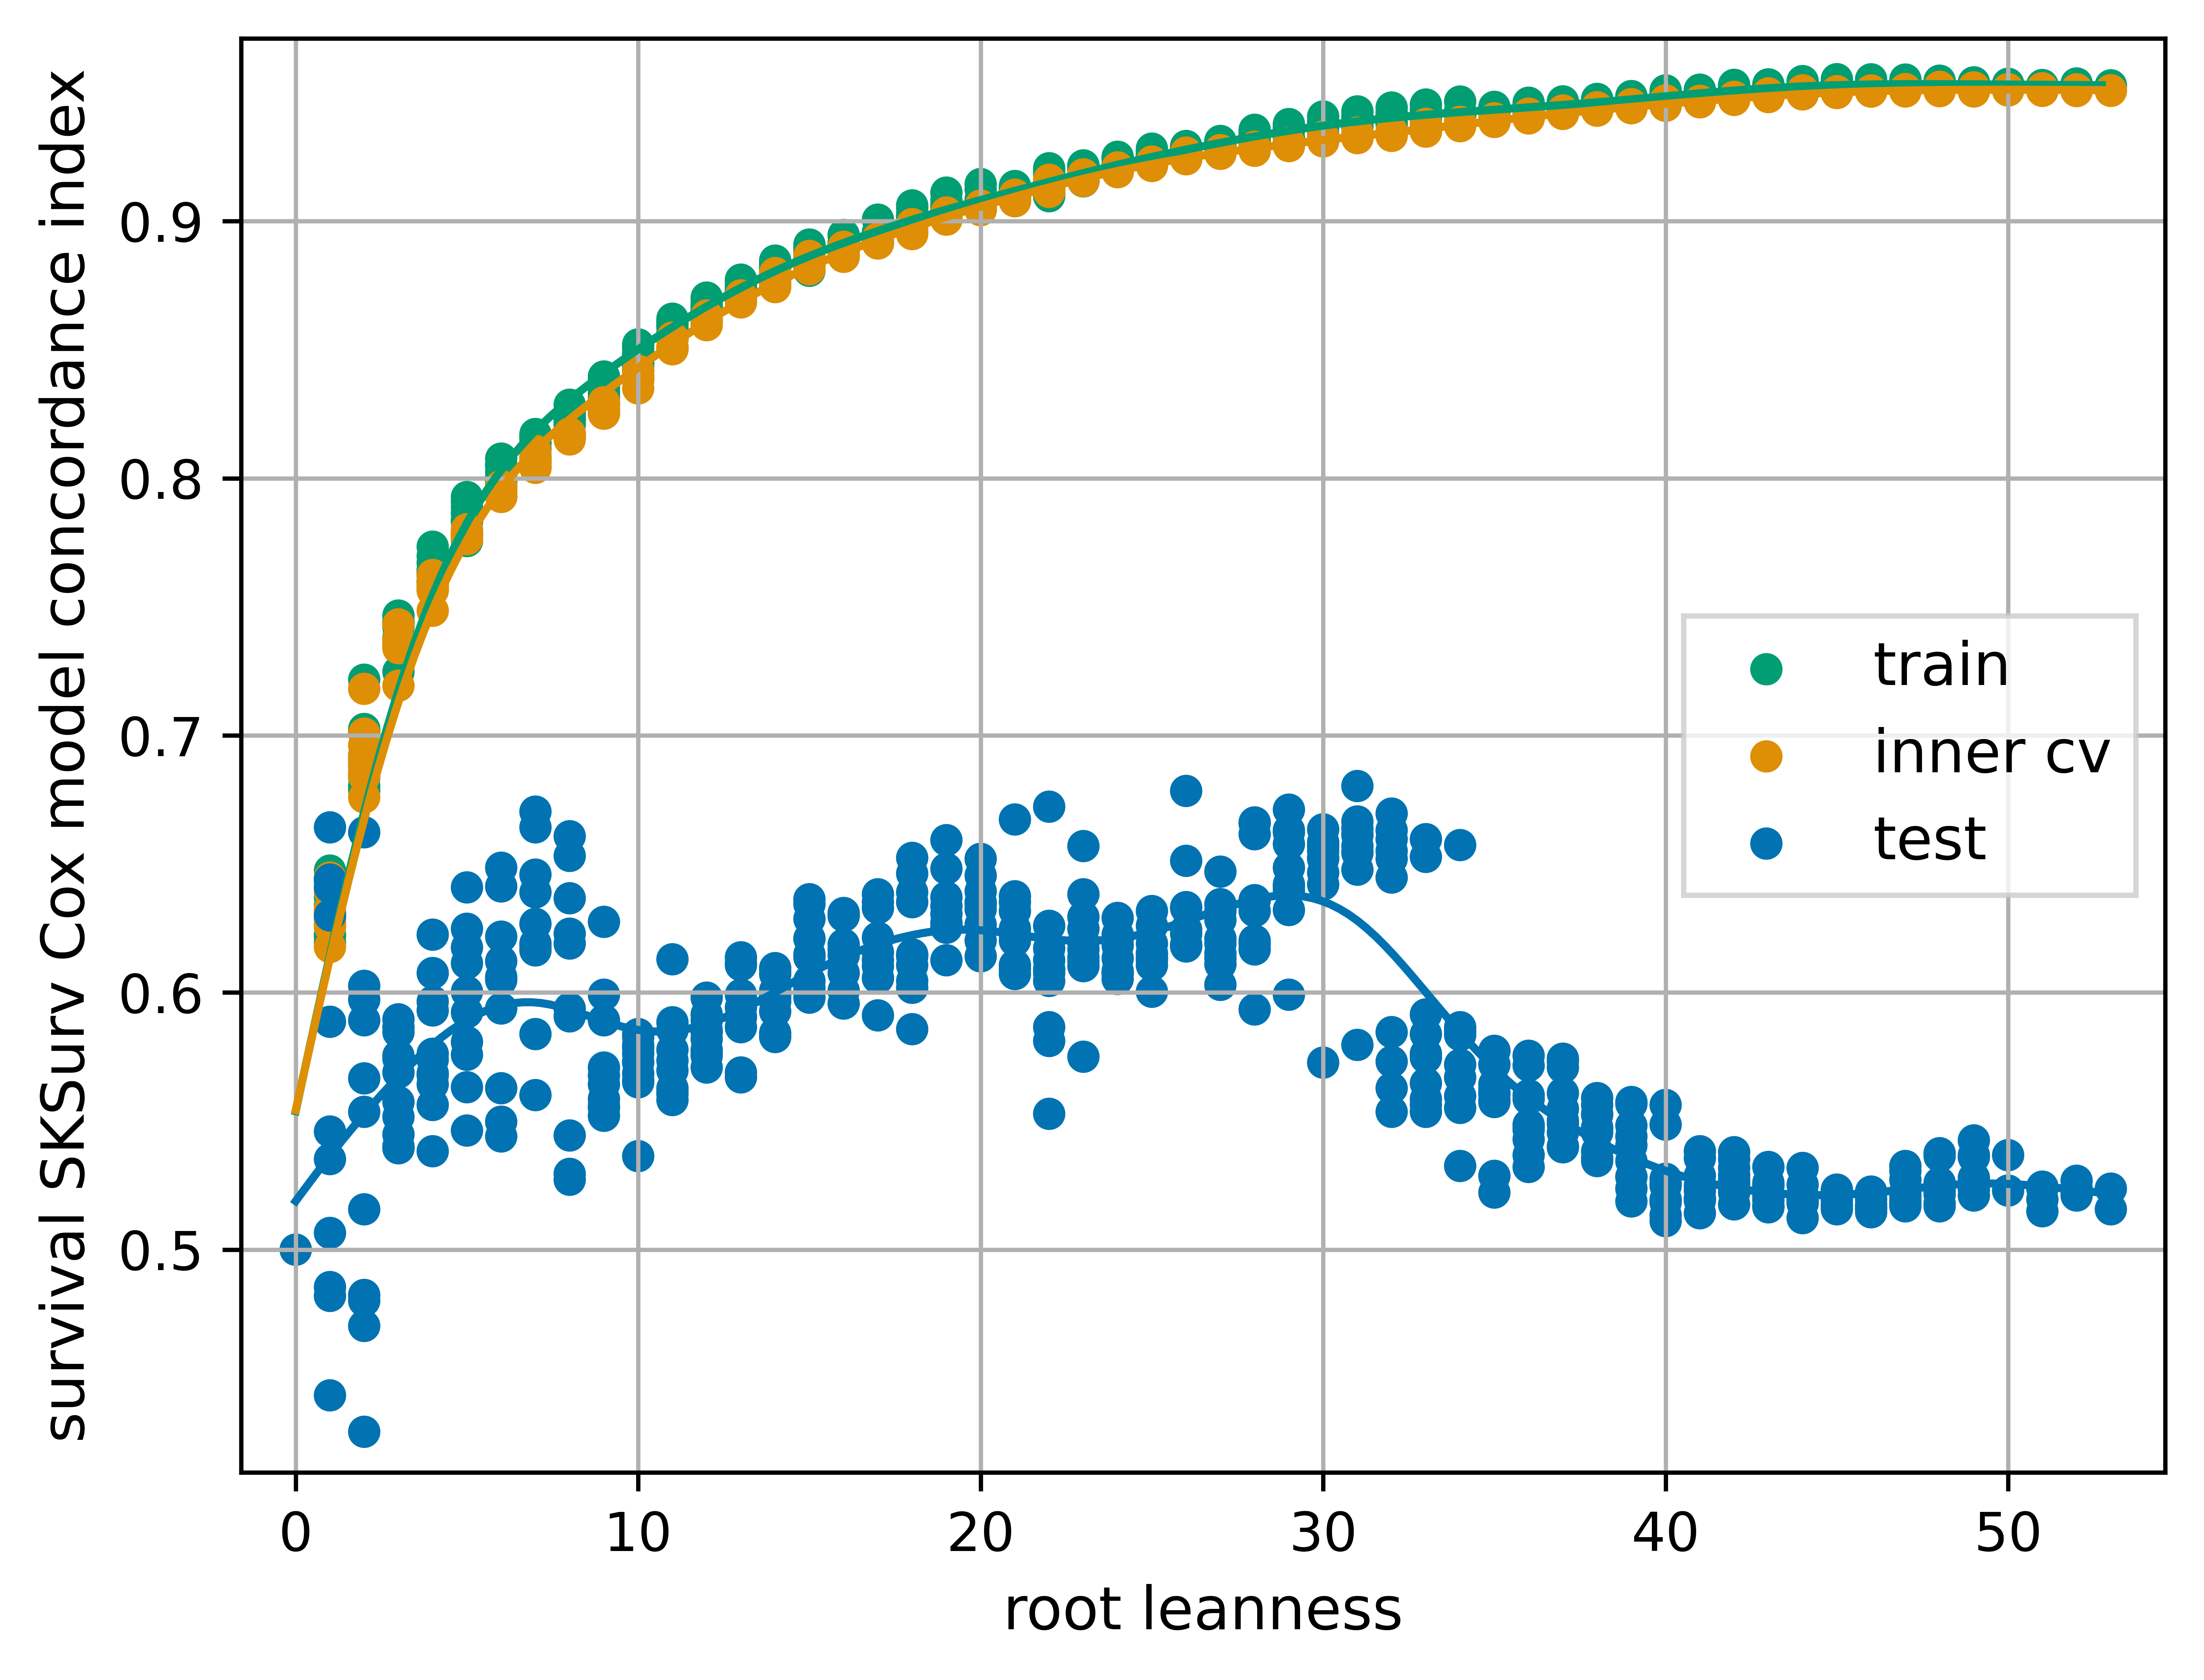 survival SKSurv Cox model concordance index
0.9
0.8
0.7
0.6
0.5
train
inner cv
test
0 10 20 30 40 50
root leanness